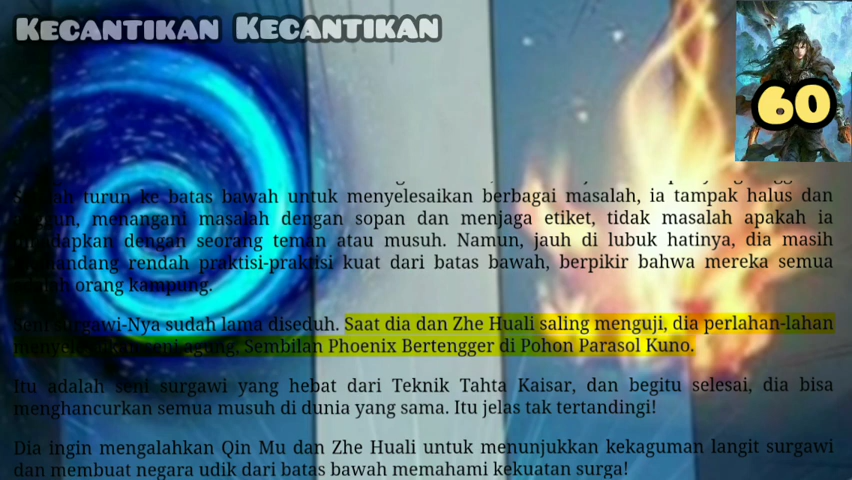 Kecantikan Kecantikan
60
turun ke batas bawah untuk menyelesaikan berbagai masalah, ia tampak halus dan
menangani masalah dengan sopan dan menjaga etiket, tidak masalah apakah ia
dengan seorang teman atau musuh. Namun, jauh di lubuk hatinya, dia masih
memandang rendah praktisi-praktisi kuat dari batas bawah, berpikir bahwa mereka semua
orang kampung.
Seni surgawi-Nya sudah lama diseduh. Saat dia dan Zhe Huali saling menguji, dia perlahan-lahan
menyelesaikan seni agung, Sembilan Phoenix Bertengger di Pohon Parasol Kuno.
Itu adalah seni surgawi yang hebat dari Teknik Tahta Kaisar, dan begitu selesai, dia bisa
menghancurkan semua musuh di dunia yang sama. Itu jelas tak tertandingi!
Dia ingin mengalahkan Qin Mu dan Zhe Huali untuk menunjukkan kekaguman langit surgawi
dan membuat negara udik dari batas bawah memahami kekuatan surga!